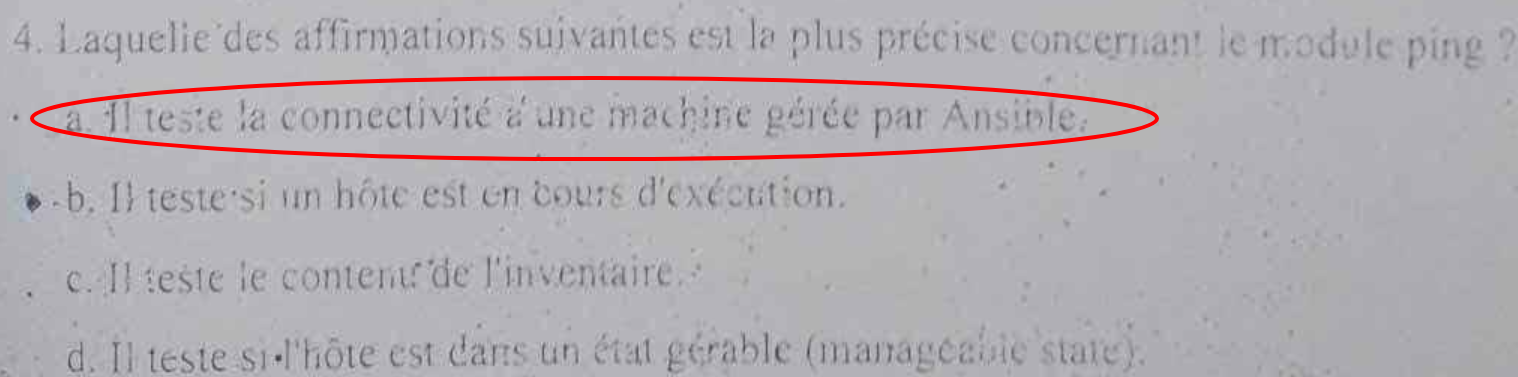 4. Laquelle des affirmations suivantes est la plus précise concernant le module ping ?
a. Il teste la connectivité à une machine gérée par Ansible.
b. Il teste si un hôte est en cours d'exécution.
c. Il teste le contenu de l'inventaire.
d. Il teste si l'hôte est dans un état gérable (manageable state).